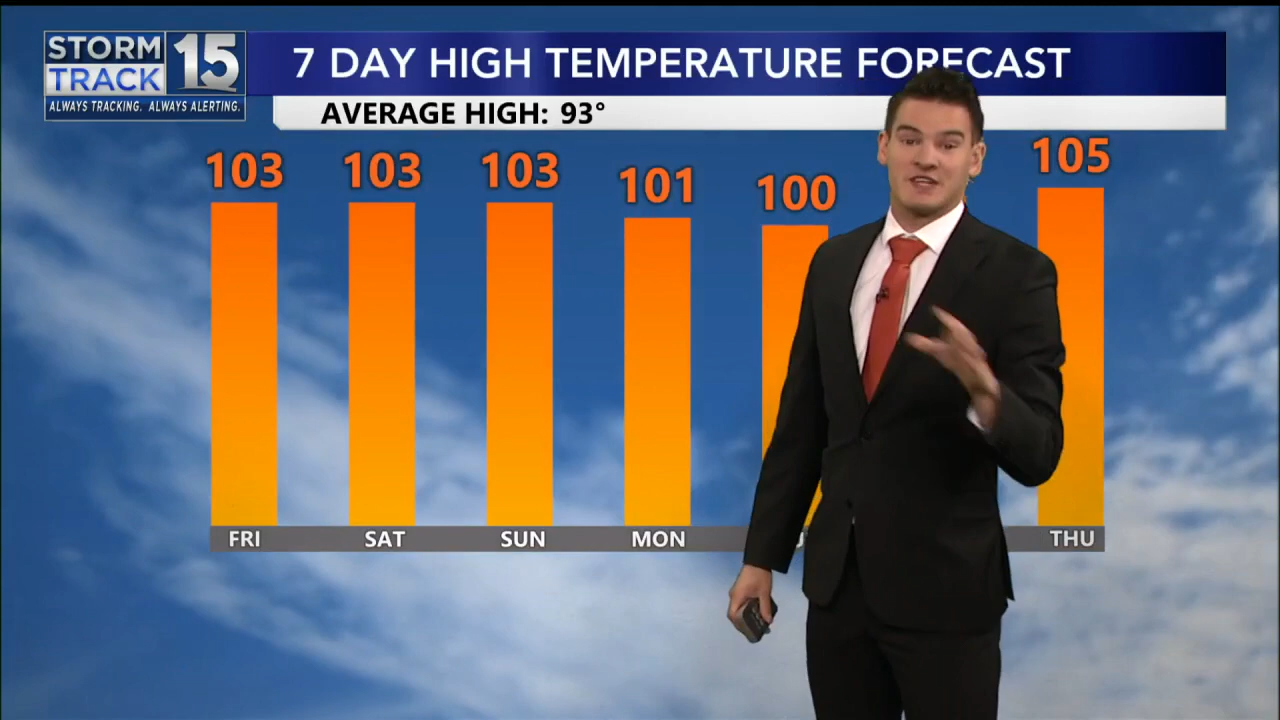 STORM
TRACK
15
ALWAYS TRACKING. ALWAYS ALERTING.
7 DAY HIGH TEMPERATURE FORECAST
AVERAGE HIGH: 93°
103 103 103 101 100 105
FRI SAT SUN MON THU